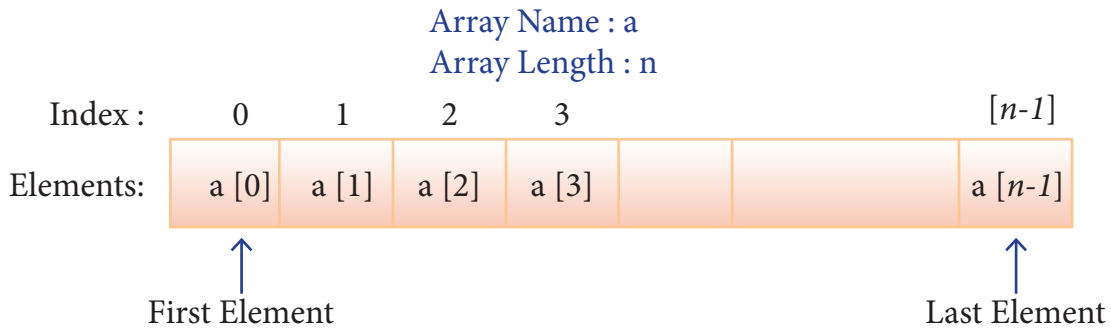 Array Name : a
Array Length : n
Index : 0 1 2 3 [n-1]
Elements: a [0] a [1] a [2] a [3] a [n-1]
First Element Last Element